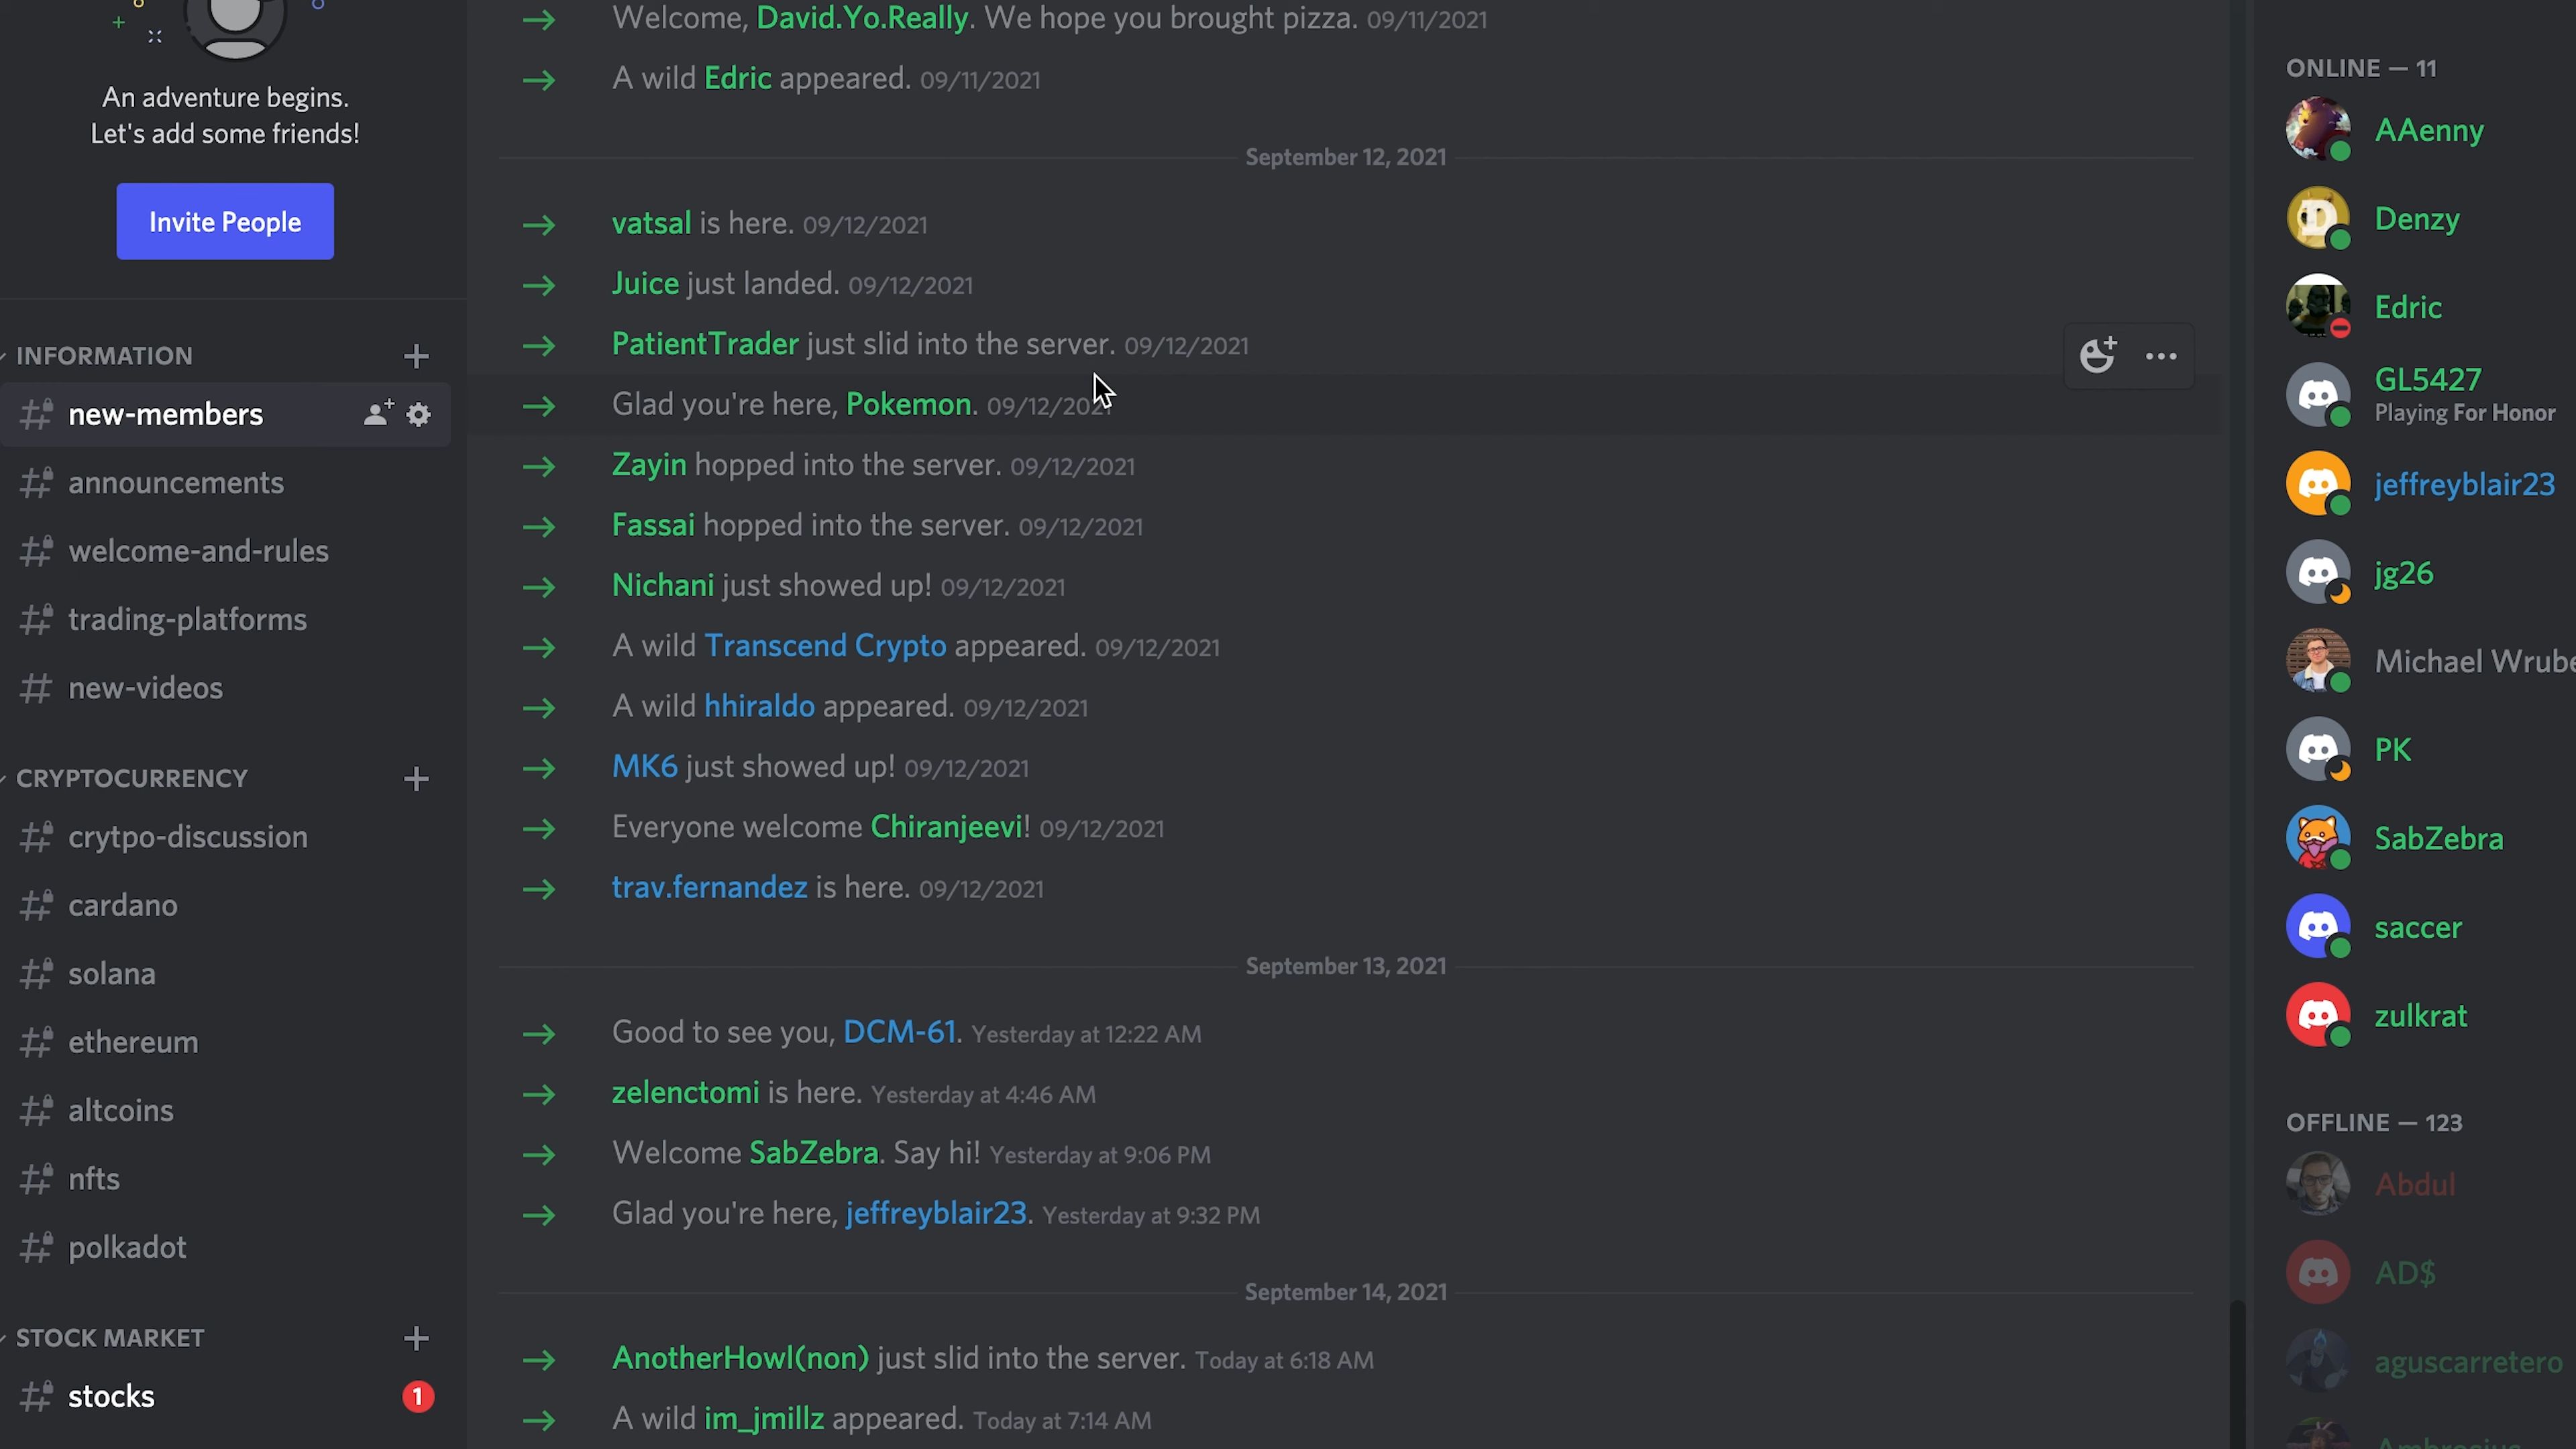 An adventure begins.
Let's add some friends!
Invite People
INFORMATION
new-members
announcements
welcome-and-rules
trading-platforms
new-videos
CRYPTOCURRENCY
crytpo-discussion
cardano
solana
ethereum
altcoins
nfts
polkadot
STOCK MARKET
stocks
1
Welcome, David.Yo.Really. We hope you brought pizza. 09/11/2021
A wild Edric appeared. 09/11/2021
September 12, 2021
vatsal is here. 09/12/2021
Juice just landed. 09/12/2021
PatientTrader just slid into the server. 09/12/2021
Glad you're here, Pokemon. 09/12/2021
Zayin hopped into the server. 09/12/2021
Fassai hopped into the server. 09/12/2021
Nichani just showed up! 09/12/2021
A wild Transcend Crypto appeared. 09/12/2021
A wild hhiraldo appeared. 09/12/2021
MK6 just showed up! 09/12/2021
Everyone welcome Chiranjeevi! 09/12/2021
trav.fernandez is here. 09/12/2021
September 13, 2021
Good to see you, DCM-61. Yesterday at 12:22 AM
zelenctomi is here. Yesterday at 4:46 AM
Welcome SabZebra. Say hi! Yesterday at 9:06 PM
Glad you're here, jeffreyblair23. Yesterday at 9:32 PM
September 14, 2021
AnotherHowl(non) just slid into the server. Today at 6:18 AM
A wild im_jmillz appeared. Today at 7:14 AM
ONLINE — 11
AAenny
Denzy
Edric
GL5427
Playing For Honor
jeffreyblair23
jg26
Michael Wrube
PK
SabZebra
saccer
zulkrat
OFFLINE — 123
Abdul
AD$
aguscarretero